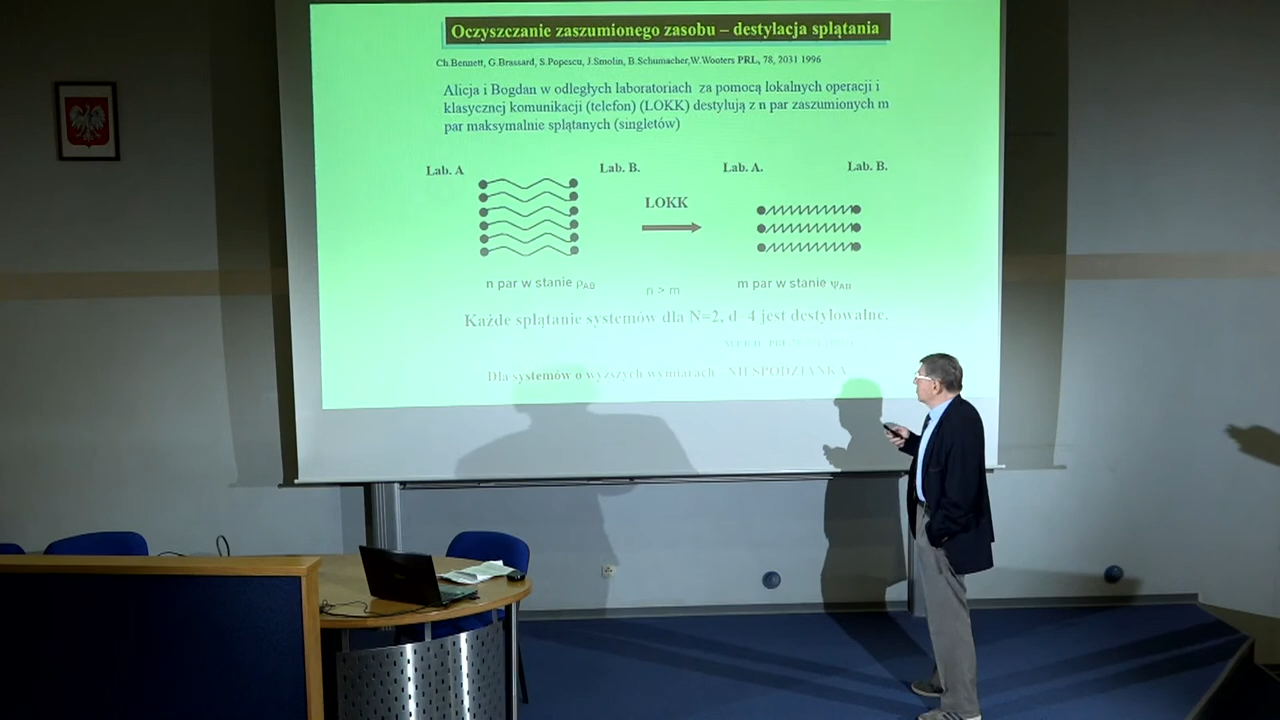 Oczyszczanie zaszumionego zasobu – destylacja splątania
Ch.Bennett, G.Brassard, S.Popescu, J.Smolin, B.Schumacher,W.Wooters PRL, 78, 2031 1996
Alicja i Bogdan w odległych laboratoriach za pomocą lokalnych operacji i
klasycznej komunikacji (telefon) (LOKK) destylują z n par zaszumionych m
par maksymalnie splątanych (singletów)
Lab. A Lab. B. Lab. A. Lab. B.
LOKK
n par w stanie ρAB n > m m par w stanie ψAB
Każde splątanie systemów dla N=2, d=4 jest destylowalne.
Dla systemów o wyższych wymiarach NIESPODZIANKA